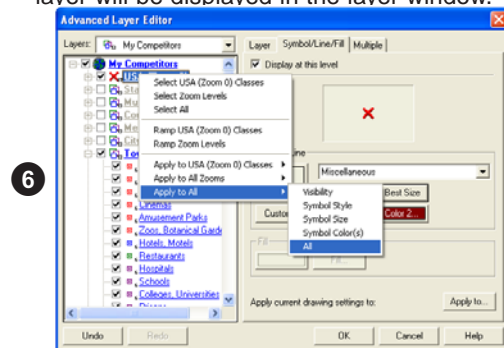 layer will be displayed in the layer window.
Advanced Layer Editor
Layers: My Competitors
Layer Symbol/Line/Fill Multiple
My Competitors
Display at this level
Select USA (Zoom 0) Classes
Select Zoom Levels
Select All
Ramp USA (Zoom 0) Classes
Ramp Zoom Levels
Apply to USA (Zoom 0) Classes
Apply to All Zooms
Apply to All
Visibility
Symbol Style
Symbol Size
Symbol Color(s)
All
6
Miscellaneous
Best Size
Color 2...
Cinemas
Amusement Parks
Zoos, Botanical Gard
Hotels, Motels
Restaurants
Hospitals
Schools
Colleges, Universities
Fill
Fill...
Apply current drawing settings to: Apply to...
Undo Redo OK Cancel Help